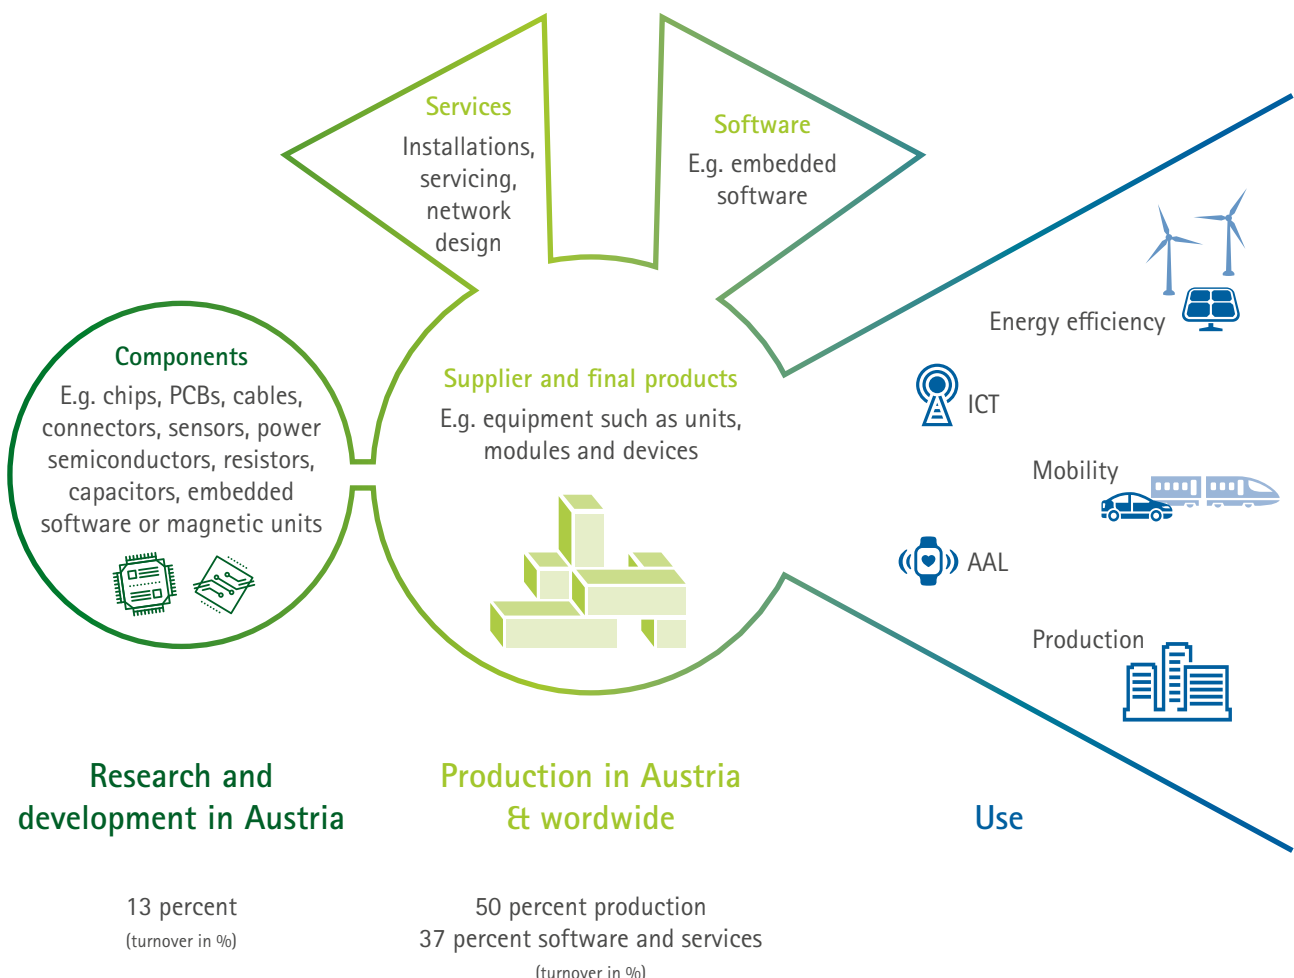 Services
Installations,
servicing,
network
design
Software
E.g. embedded
software
Components
E.g. chips, PCBs, cables,
connectors, sensors, power
semiconductors, resistors,
capacitors, embedded
software or magnetic units
Supplier and final products
E.g. equipment such as units,
modules and devices
Energy efficiency
ICT
Mobility
AAL
Production
Research and
development in Austria
13 percent
(turnover in %)
Production in Austria
& wordwide
50 percent production
37 percent software and services
(turnover in %)
Use